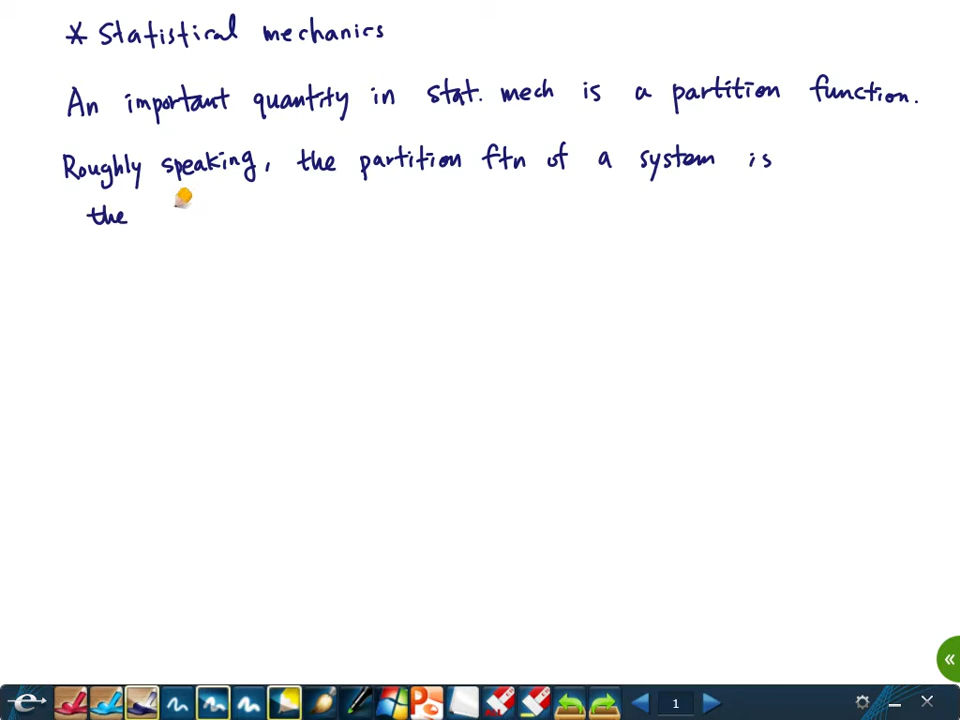 * Statistical mechanics
An important quantity in stat. mech is a partition function.
Roughly speaking, the partition ftn of a system is
the
1